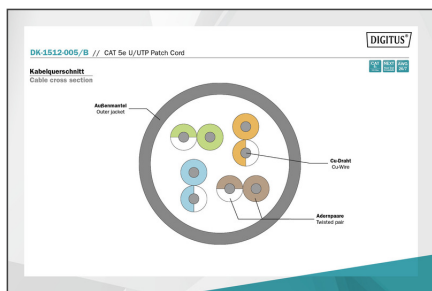 DIGITUS®
DK-1512-005/B // CAT 5e U/UTP Patch Cord
Kabelquerschnitt
Cable cross section
Außenmantel
Outer jacket
Cu-Draht
Cu-Wire
Adernpaare
Twisted pair